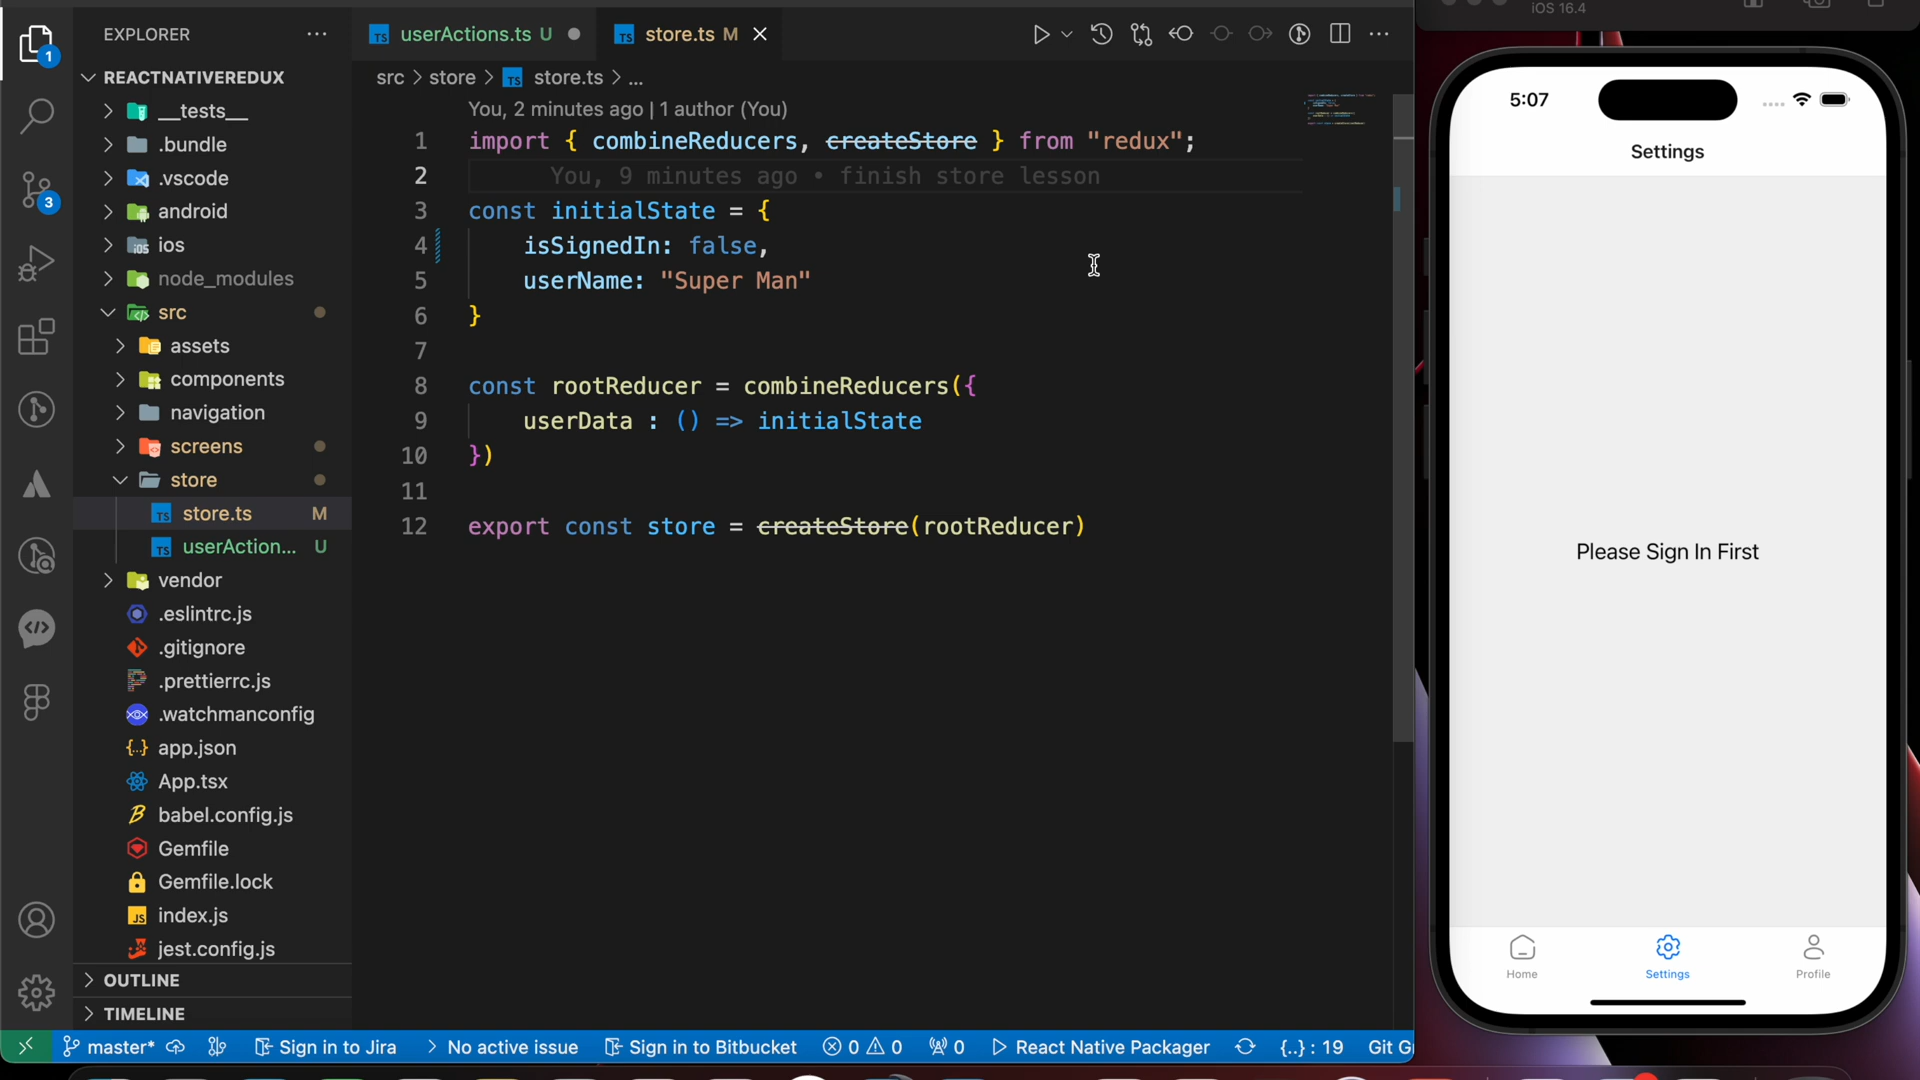 EXPLORER
REACTNATIVEREDUX
__tests__
.bundle
.vscode
android
ios
node_modules
src
assets
components
navigation
screens
store
store.ts M
userAction... U
vendor
.eslintrc.js
.gitignore
.prettierrc.js
.watchmanconfig
app.json
App.tsx
babel.config.js
Gemfile
Gemfile.lock
index.js
jest.config.js
OUTLINE
TIMELINE
1
3
TS userActions.ts U
TS store.ts M
src > store > TS store.ts > ...
You, 2 minutes ago | 1 author (You)
1 import { combineReducers, createStore } from "redux";
2 You, 9 minutes ago • finish store lesson
3 const initialState = {
4 isSignedIn: false,
5 userName: "Super Man"
6 }
7
8 const rootReducer = combineReducers({
9 userData : () => initialState
10 })
11
12 export const store = createStore(rootReducer)
master* Sign in to Jira No active issue Sign in to Bitbucket 0 0 0 React Native Packager {..} : 19 Git G
iOS 16.4
5:07
Settings
Please Sign In First
Home
Settings
Profile